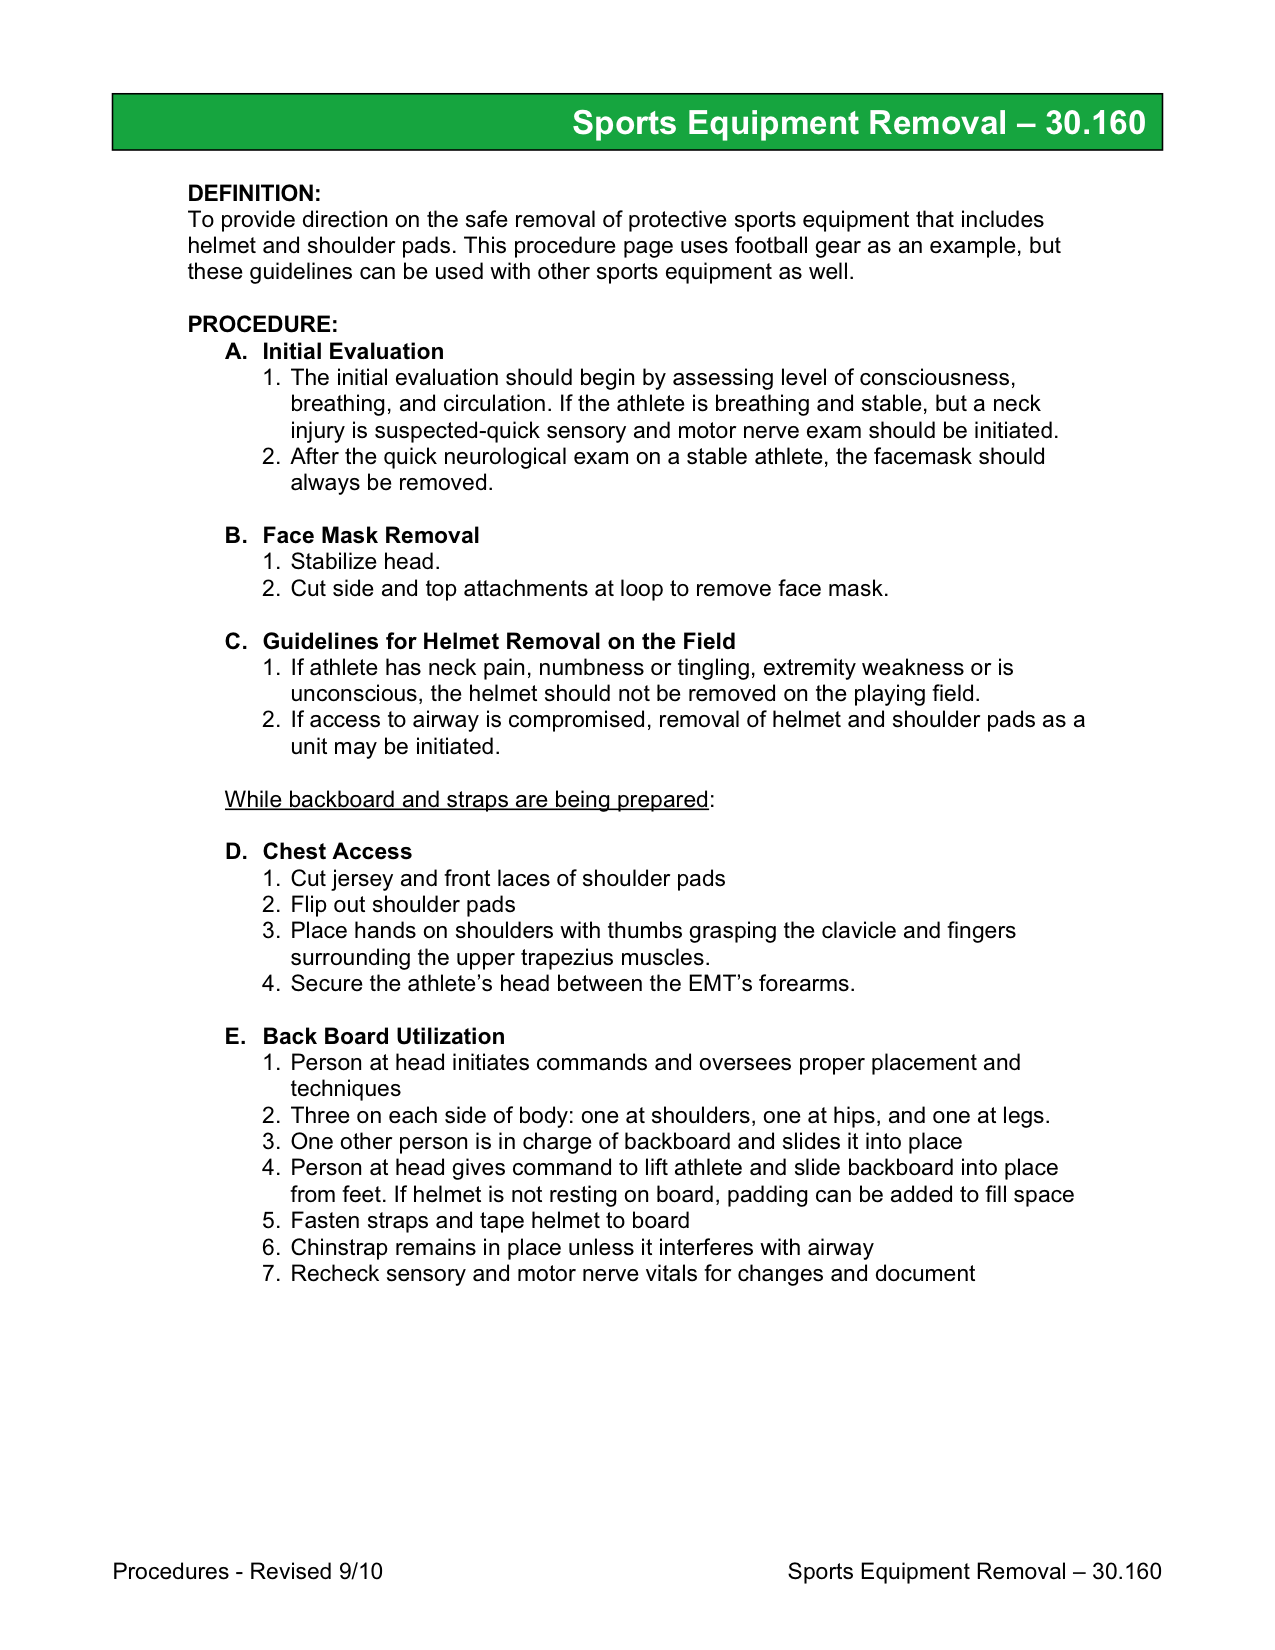 Sports Equipment Removal – 30.160
DEFINITION:
To provide direction on the safe removal of protective sports equipment that includes
helmet and shoulder pads. This procedure page uses football gear as an example, but
these guidelines can be used with other sports equipment as well.
PROCEDURE:
A. Initial Evaluation
1. The initial evaluation should begin by assessing level of consciousness,
breathing, and circulation. If the athlete is breathing and stable, but a neck
injury is suspected-quick sensory and motor nerve exam should be initiated.
2. After the quick neurological exam on a stable athlete, the facemask should
always be removed.
B. Face Mask Removal
1. Stabilize head.
2. Cut side and top attachments at loop to remove face mask.
C. Guidelines for Helmet Removal on the Field
1. If athlete has neck pain, numbness or tingling, extremity weakness or is
unconscious, the helmet should not be removed on the playing field.
2. If access to airway is compromised, removal of helmet and shoulder pads as a
unit may be initiated.
While backboard and straps are being prepared:
D. Chest Access
1. Cut jersey and front laces of shoulder pads
2. Flip out shoulder pads
3. Place hands on shoulders with thumbs grasping the clavicle and fingers
surrounding the upper trapezius muscles.
4. Secure the athlete’s head between the EMT’s forearms.
E. Back Board Utilization
1. Person at head initiates commands and oversees proper placement and
techniques
2. Three on each side of body: one at shoulders, one at hips, and one at legs.
3. One other person is in charge of backboard and slides it into place
4. Person at head gives command to lift athlete and slide backboard into place
from feet. If helmet is not resting on board, padding can be added to fill space
5. Fasten straps and tape helmet to board
6. Chinstrap remains in place unless it interferes with airway
7. Recheck sensory and motor nerve vitals for changes and document
Procedures - Revised 9/10
Sports Equipment Removal – 30.160